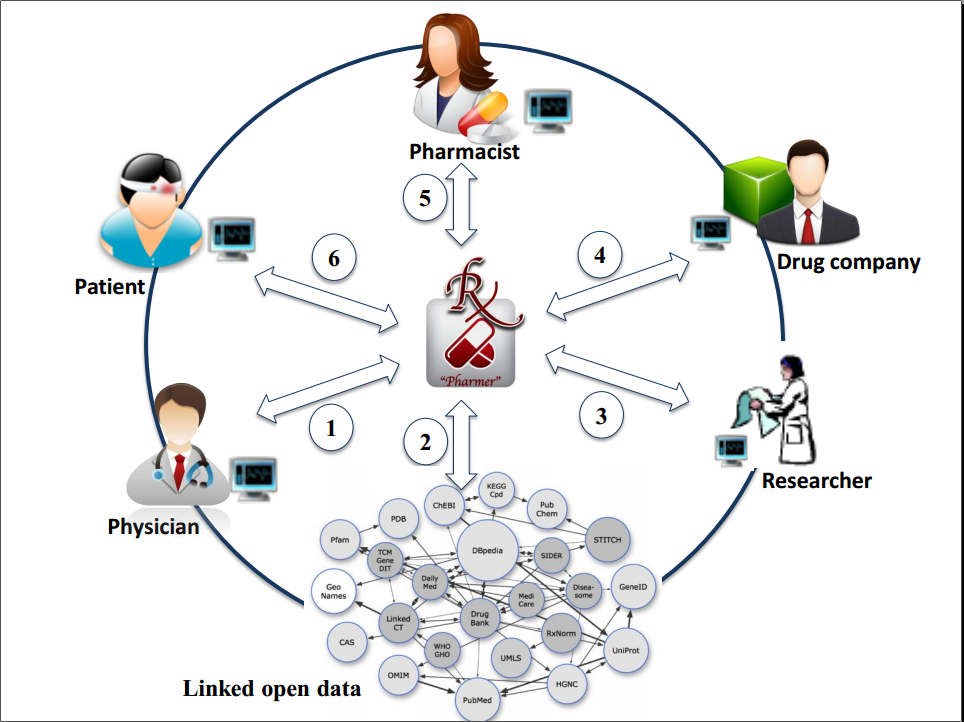 Pharmacist
5
6
4
Patient
Drug company
Rx
“Pharmer”
1
2
3
Physician
Researcher
KEGG
Cpd
ChEBI
Pub
Chem
PDB
Pfam
STITCH
DBpedia
SIDER
TCM
Gene
DIT
Daily
Med
Disea-
some
GeneID
Geo
Names
Medi
Care
Linked
CT
Drug
Bank
RxNorm
CAS
WHO
GHO
UMLS
UniProt
OMIM
HGNC
PubMed
Linked open data